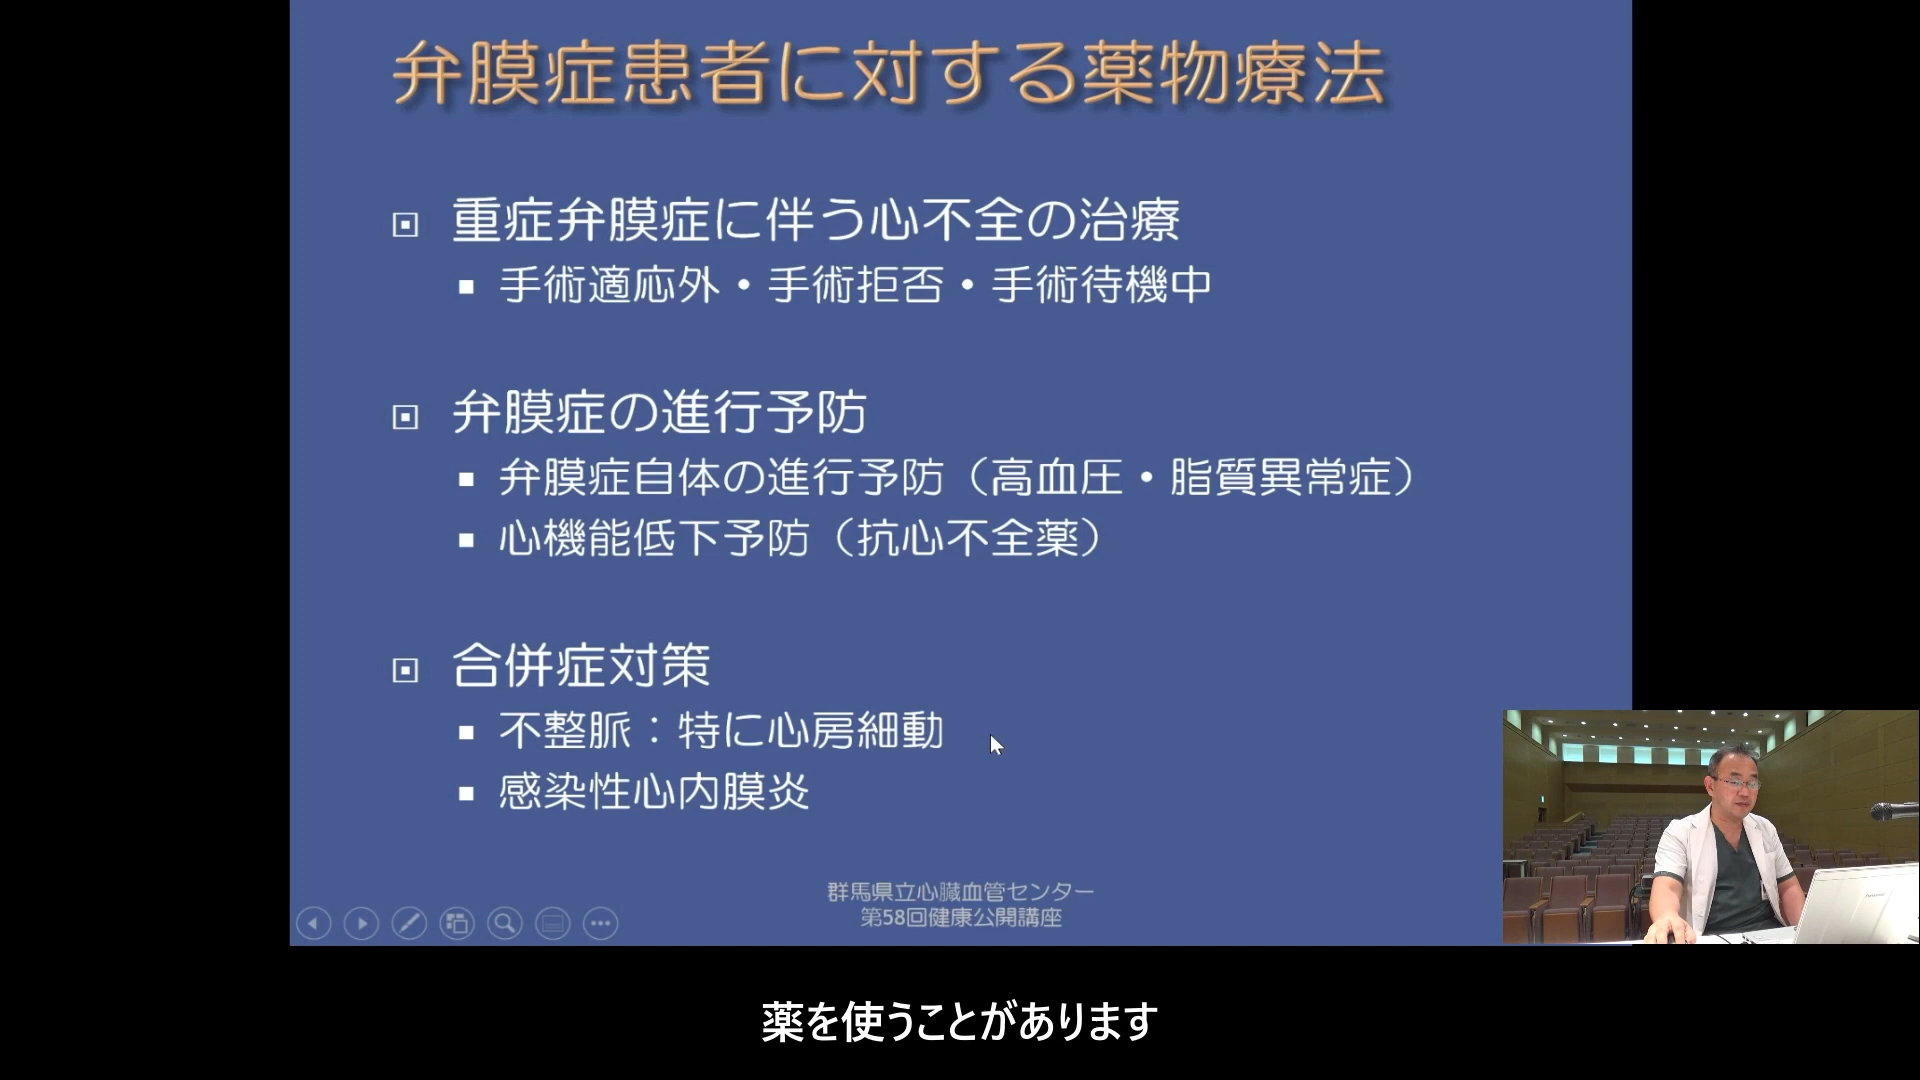 弁膜症患者に対する薬物療法
重症弁膜症に伴う心不全の治療
手術適応外・手術拒否・手術待機中
弁膜症の進行予防
弁膜症自体の進行予防（高血圧・脂質異常症）
心機能低下予防（抗心不全薬）
合併症対策
不整脈：特に心房細動
感染性心内膜炎
群馬県立心臓血管センター
第58回健康公開講座
薬を使うことがあります